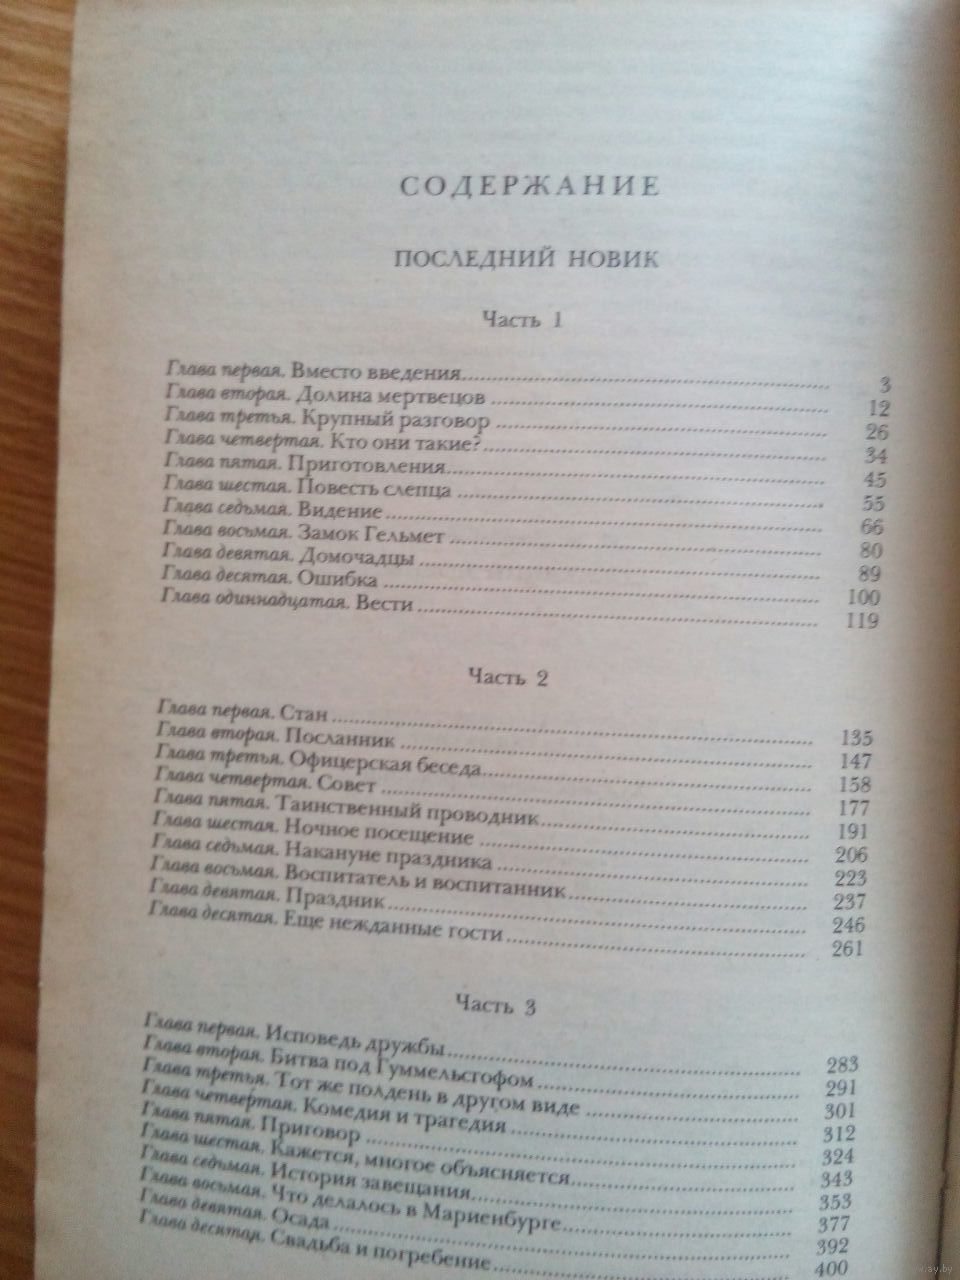 СОДЕРЖАНИЕ
ПОСЛЕДНИЙ НОВИК
Часть 1
Глава первая. Вместо введения 3
Глава вторая. Долина мертвецов 12
Глава третья. Крупный разговор 26
Глава четвертая. Кто они такие? 34
Глава пятая. Приготовления 45
Глава шестая. Повесть слепца 55
Глава седьмая. Видение 66
Глава восьмая. Замок Гельмет 80
Глава девятая. Домочадцы 89
Глава десятая. Ошибка 100
Глава одиннадцатая. Вести 119
Часть 2
Глава первая. Стан 135
Глава вторая. Посланник 147
Глава третья. Офицерская беседа 158
Глава четвертая. Совет 177
Глава пятая. Таинственный проводник 191
Глава шестая. Ночное посещение 206
Глава седьмая. Накануне праздника 223
Глава восьмая. Воспитатель и воспитанник 237
Глава девятая. Праздник 246
Глава десятая. Еще нежданные гости 261
Часть 3
Глава первая. Исповедь дружбы 283
Глава вторая. Битва под Гуммельсгофом 291
Глава третья. Тот же полдень в другом виде 301
Глава четвертая. Комедия и трагедия 312
Глава пятая. Приговор 324
Глава шестая. Кажется, многое объясняется 343
Глава седьмая. История завещания 353
Глава восьмая. Что делалось в Мариенбурге 377
Глава девятая. Осада 392
Глава десятая. Свадьба и погребение 400